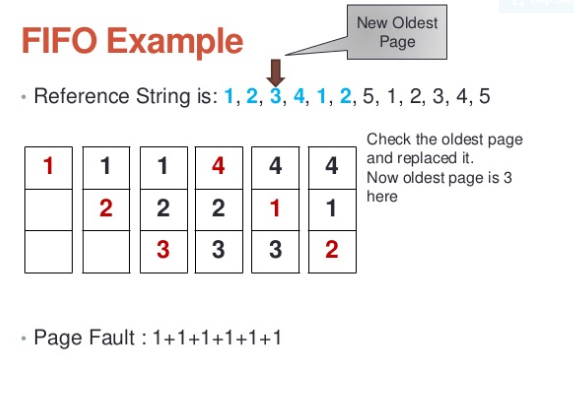 FIFO Example
New Oldest
Page
• Reference String is: 1, 2, 3, 4, 1, 2, 5, 1, 2, 3, 4, 5
1 1 1 4 4 4
2 2 2 1 1
3 3 3 2
Check the oldest page
and replaced it.
Now oldest page is 3
here
• Page Fault : 1+1+1+1+1+1